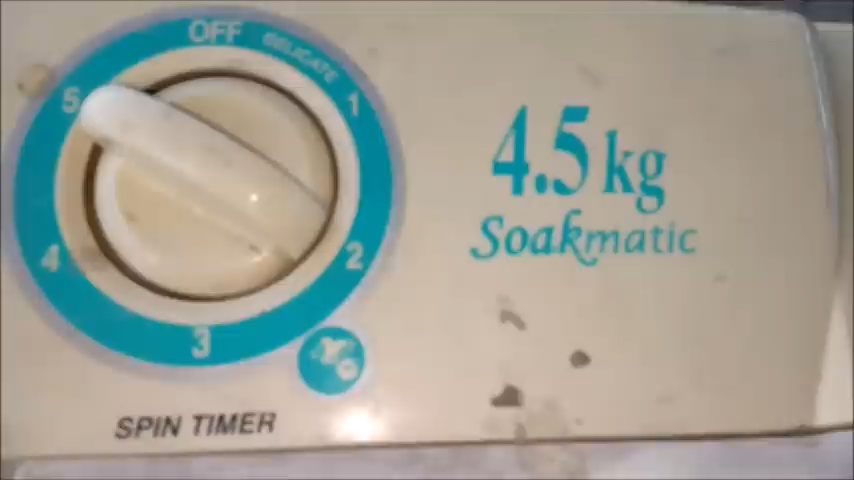 OFF
DELICATE
1
5
4
2
3
SPIN TIMER
4.5 kg
Soakmatic